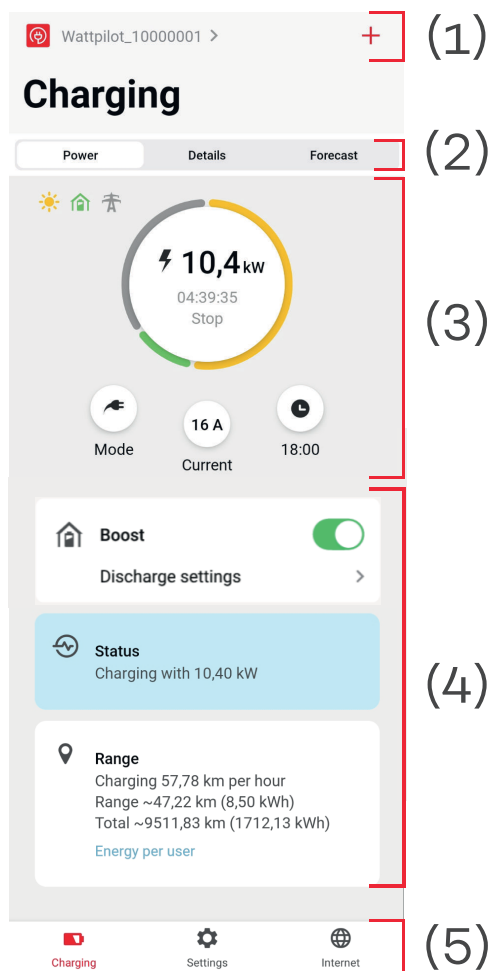 Wattpilot_10000001 > +
(1)
Charging
Power Details Forecast
(2)
10,4 kW
04:39:35
Stop
(3)
16 A
Mode
Current
18:00
Boost
Discharge settings >
Status
Charging with 10,40 kW
(4)
Range
Charging 57,78 km per hour
Range ~47,22 km (8,50 kWh)
Total ~9511,83 km (1712,13 kWh)
Energy per user
Charging Settings Internet
(5)